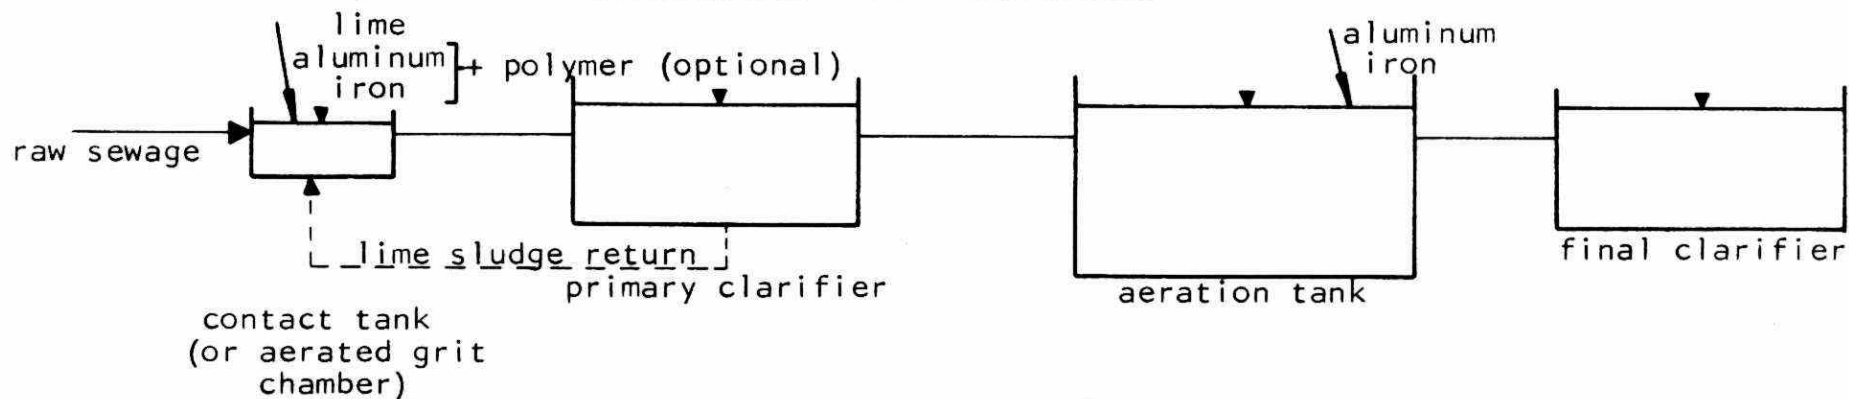 lime
aluminum
iron
+ polymer (optional)
raw sewage
lime sludge return
primary clarifier
contact tank
(or aerated grit
chamber)
aluminum
iron
aeration tank
final clarifier